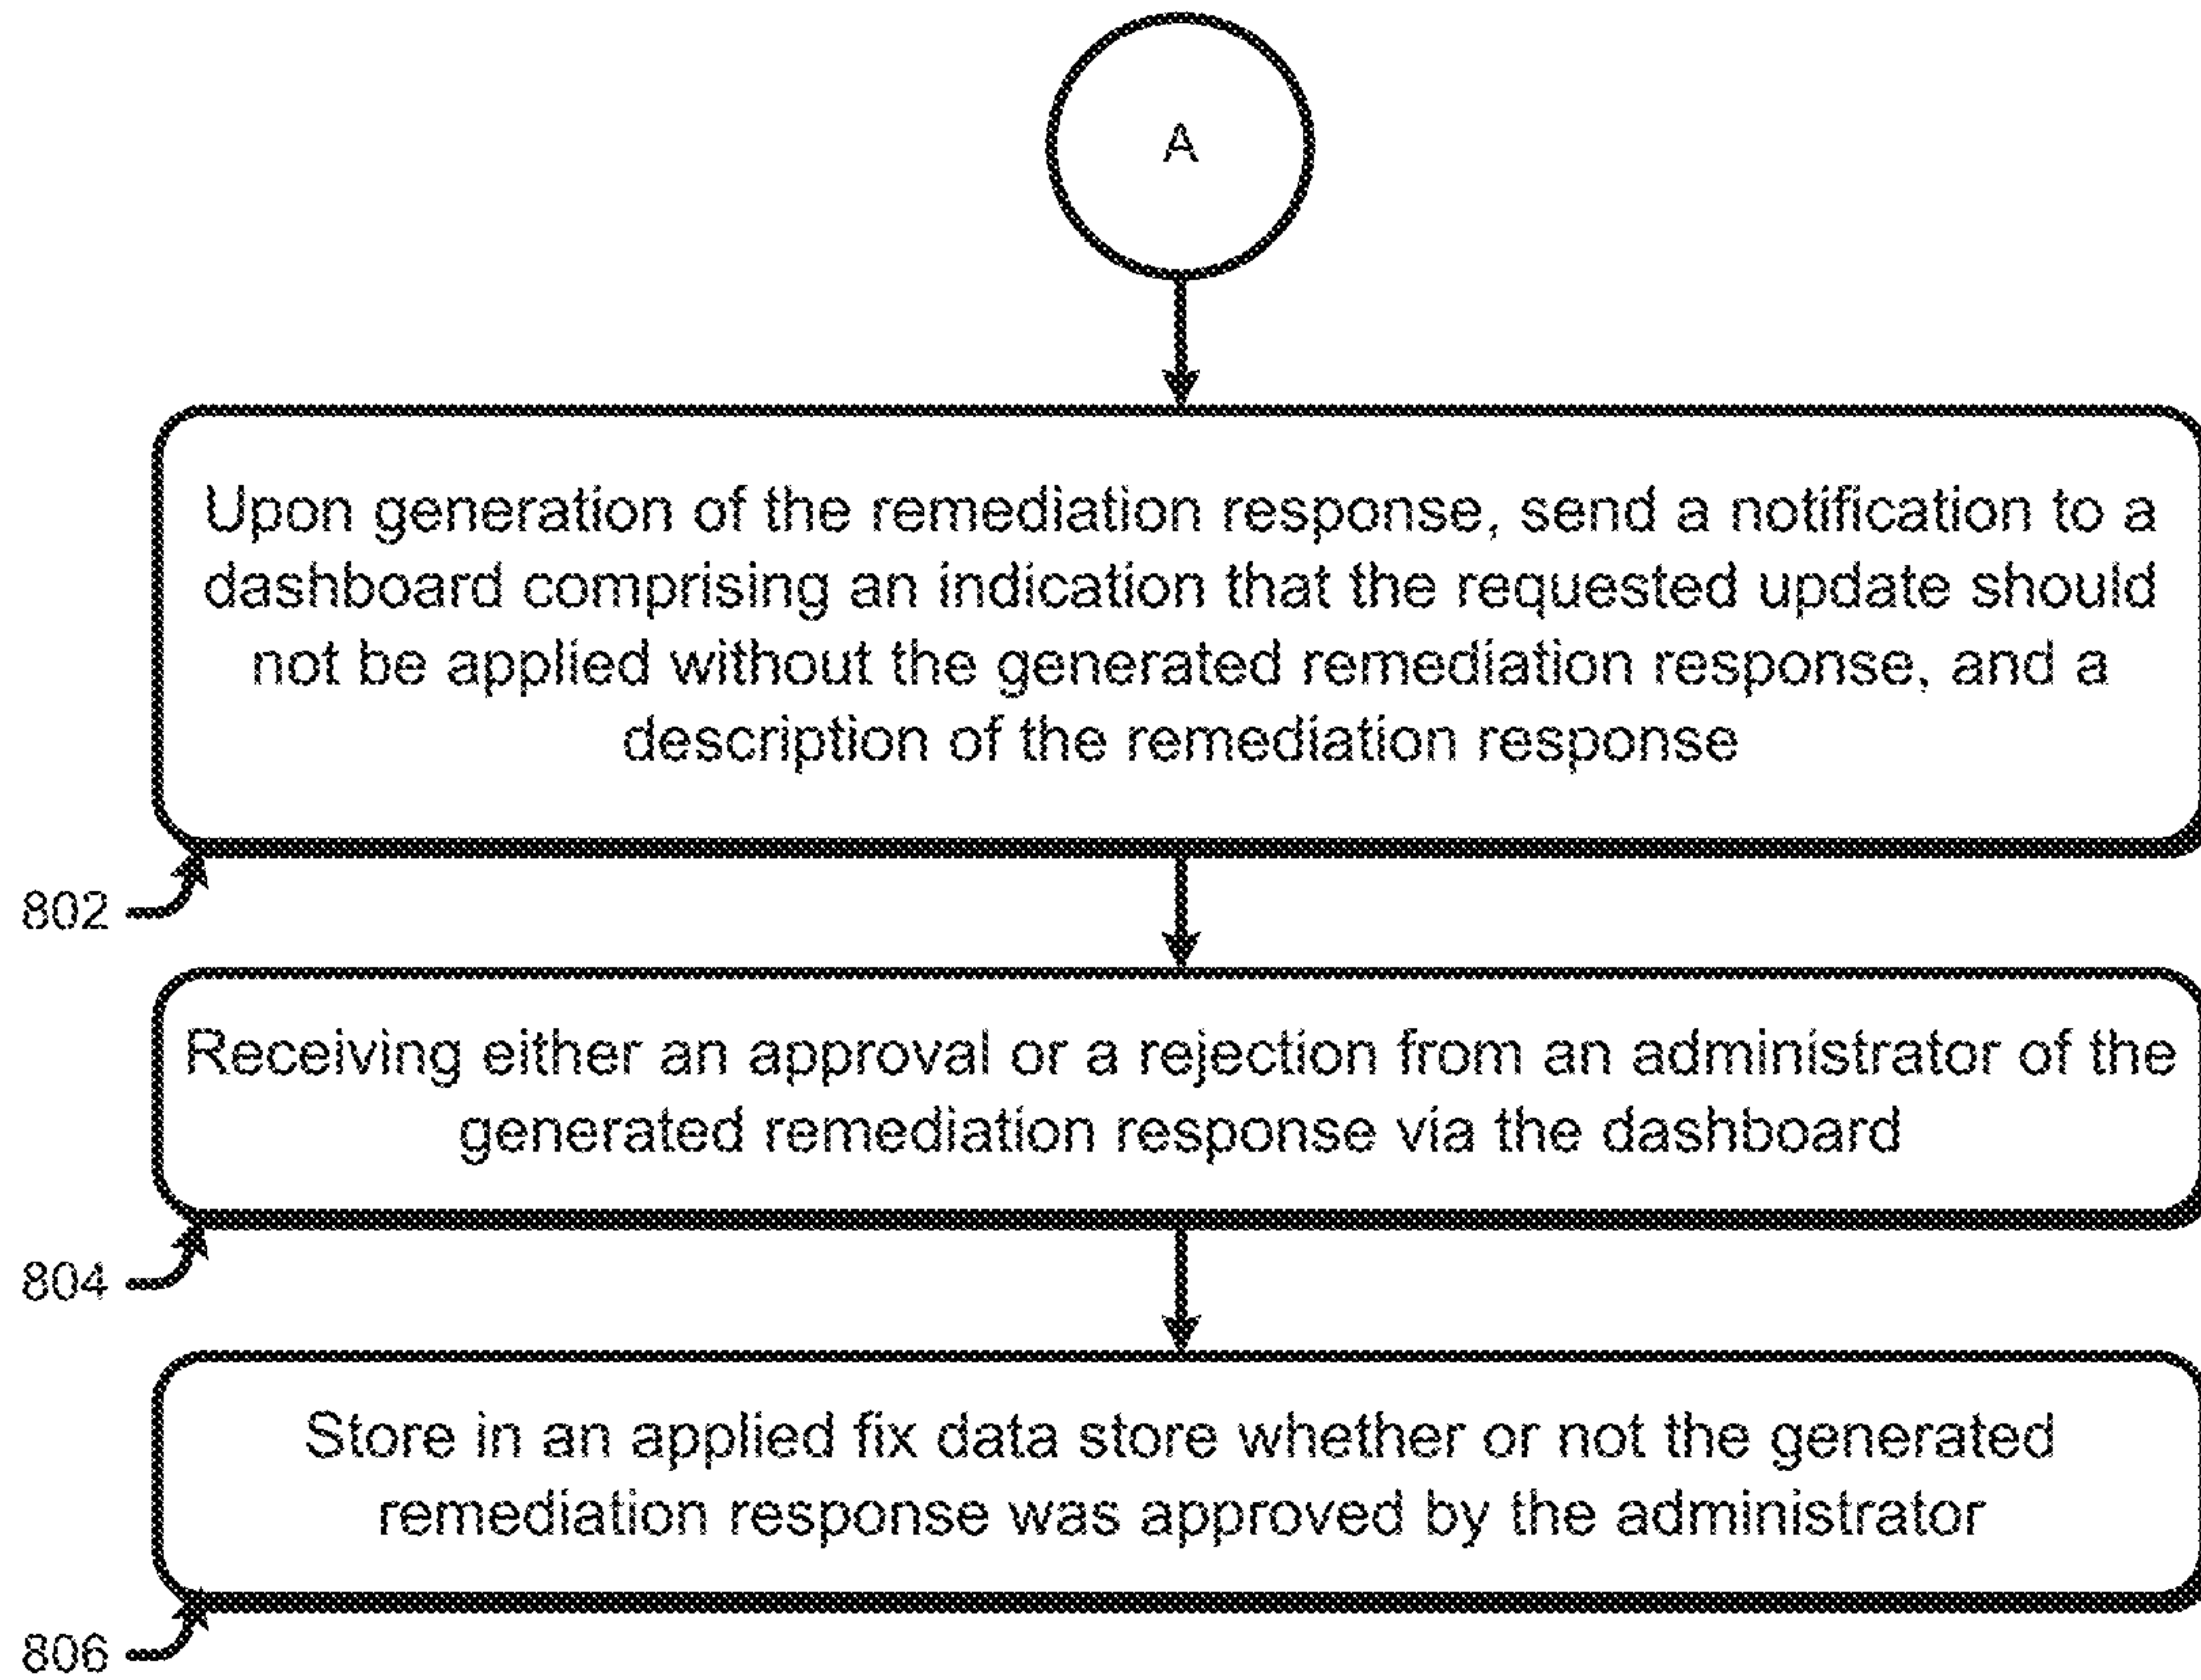 A
Upon generation of the remediation response, send a notification to a
dashboard comprising an indication that the requested update should
not be applied without the generated remediation response, and a
description of the remediation response
802
Receiving either an approval or a rejection from an administrator of the
generated remediation response via the dashboard
804
Store in an applied fix data store whether or not the generated
remediation response was approved by the administrator
806